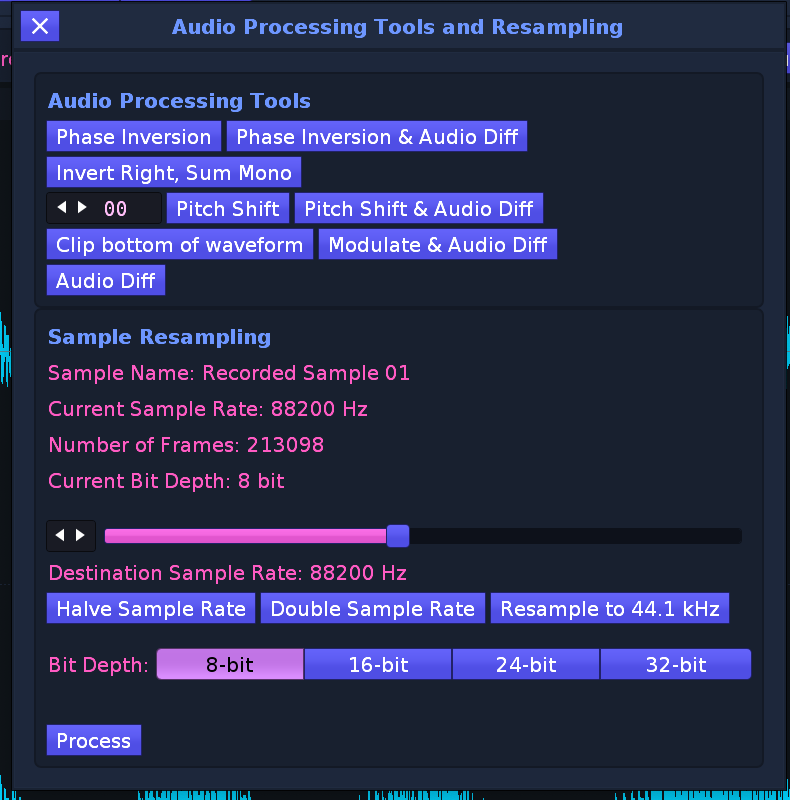 Audio Processing Tools and Resampling
Audio Processing Tools
Phase Inversion Phase Inversion & Audio Diff
Invert Right, Sum Mono
00 Pitch Shift Pitch Shift & Audio Diff
Clip bottom of waveform Modulate & Audio Diff
Audio Diff
Sample Resampling
Sample Name: Recorded Sample 01
Current Sample Rate: 88200 Hz
Number of Frames: 213098
Current Bit Depth: 8 bit
Destination Sample Rate: 88200 Hz
Halve Sample Rate Double Sample Rate Resample to 44.1 kHz
Bit Depth: 8-bit 16-bit 24-bit 32-bit
Process